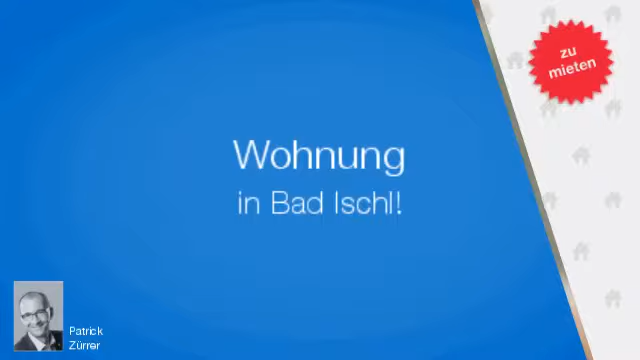 zu
mieten
Wohnung
in Bad Ischl!
Patrick
Zürrer